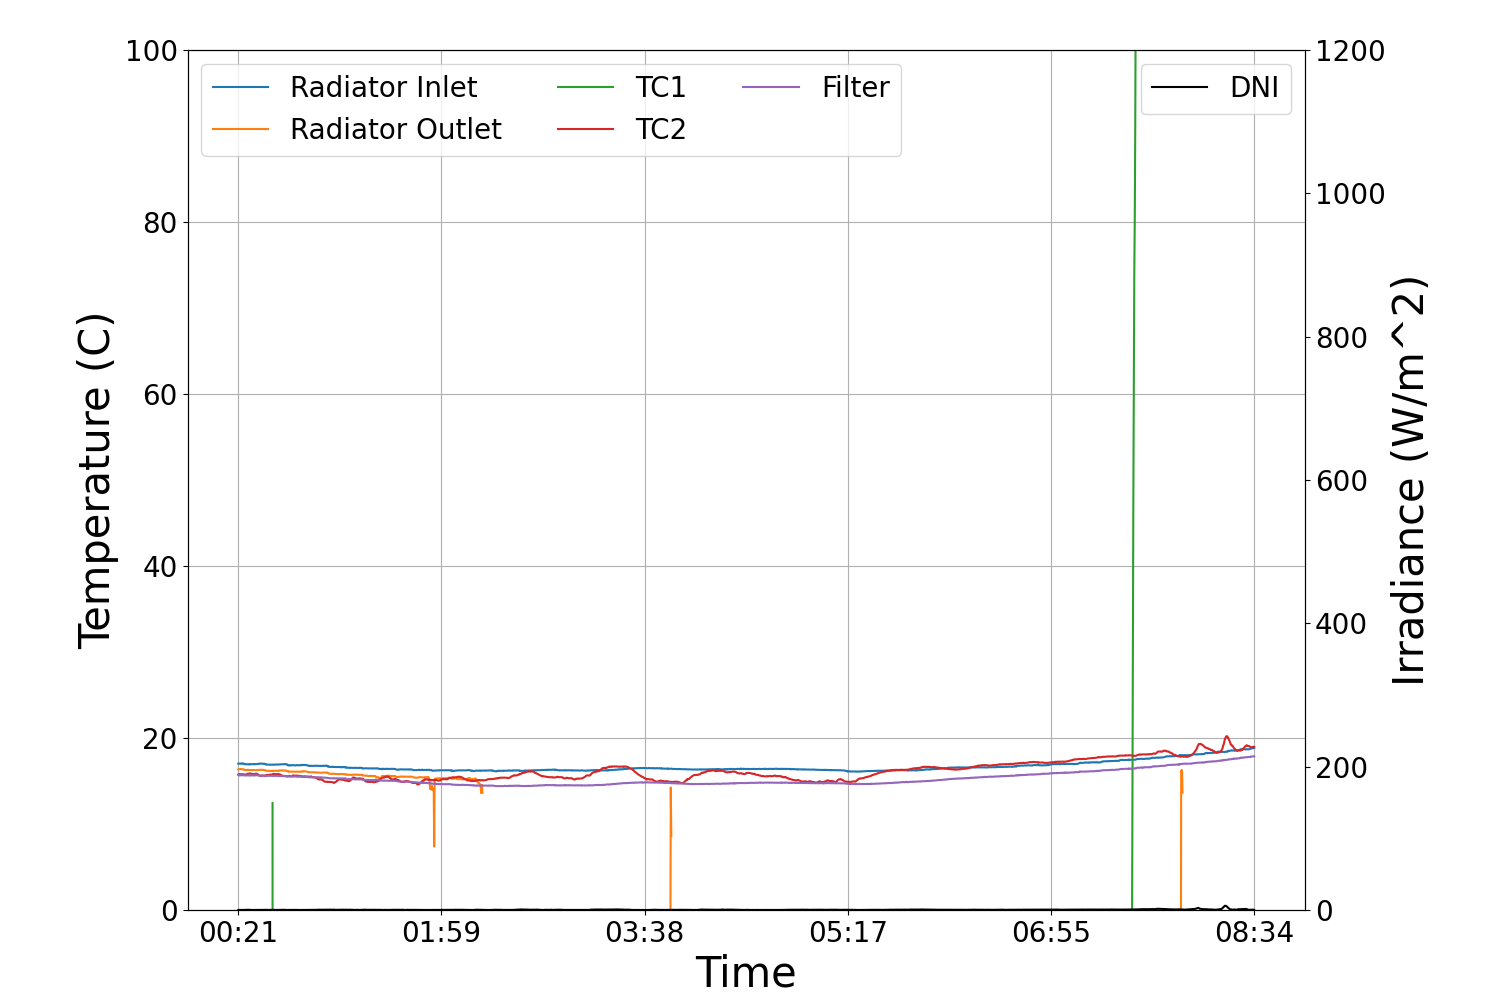 Temperature (C)
100
80
60
40
20
0
Radiator Inlet
Radiator Outlet
TC1
TC2
Filter
DNI
1200
1000
800
600
400
200
0
Irradiance (W/m^2)
00:21 01:59 03:38 05:17 06:55 08:34
Time